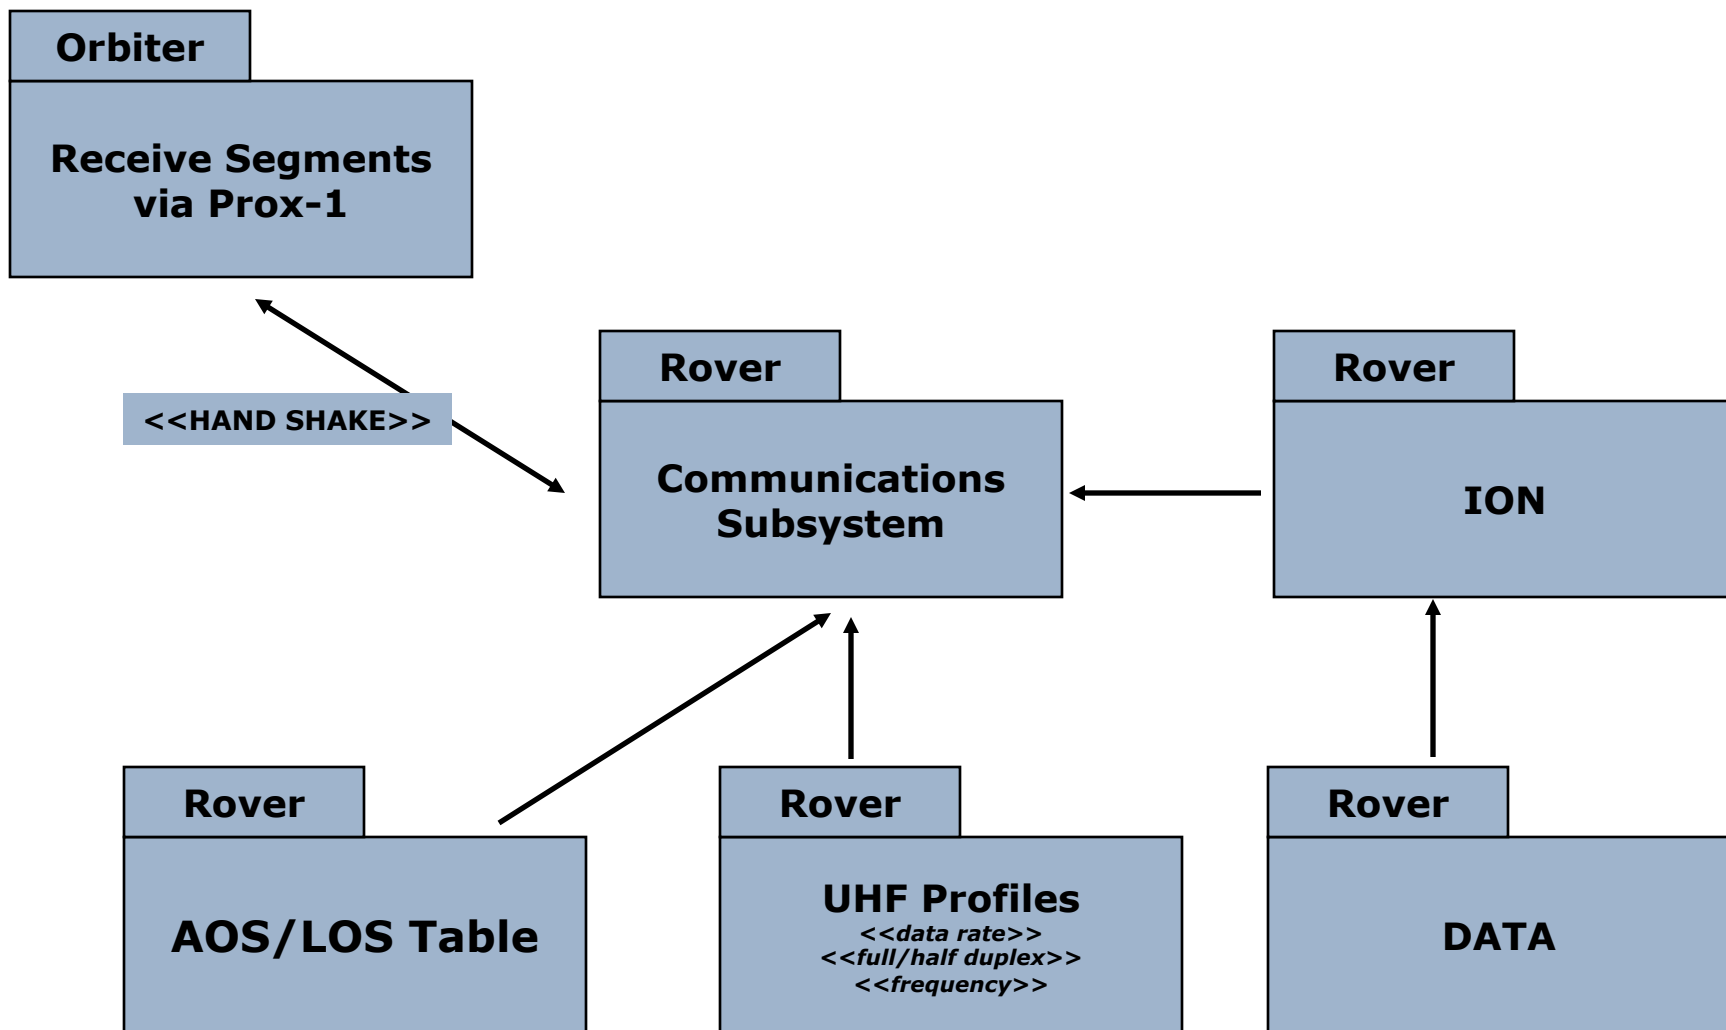 Orbiter
Receive Segments
via Prox-1
<<HAND SHAKE>>
Rover
Communications
Subsystem
Rover
ION
Rover
AOS/LOS Table
Rover
UHF Profiles
<<data rate>>
<<full/half duplex>>
<<frequency>>
Rover
DATA